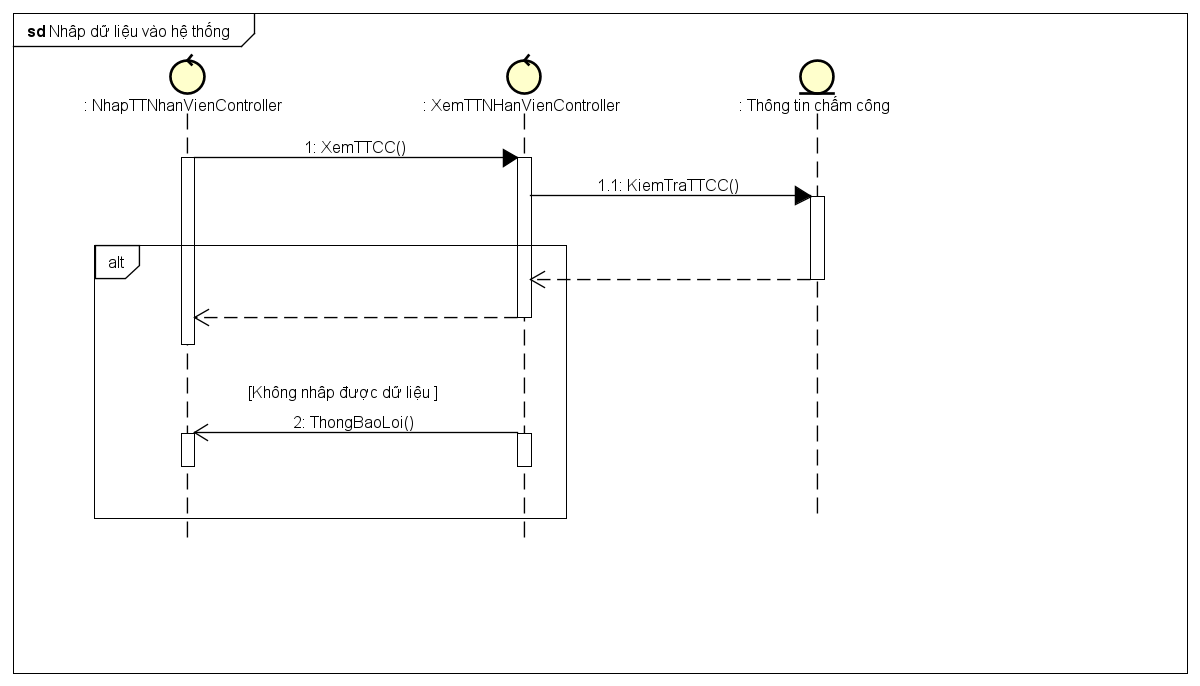 sd Nhâp dữ liệu vào hệ thống
: NhapTTNhanVienController
: XemTTNHanVienController
: Thông tin chấm công
1: XemTTCC()
1.1: KiemTraTTCC()
alt
[Không nhâp được dữ liệu ]
2: ThongBaoLoi()